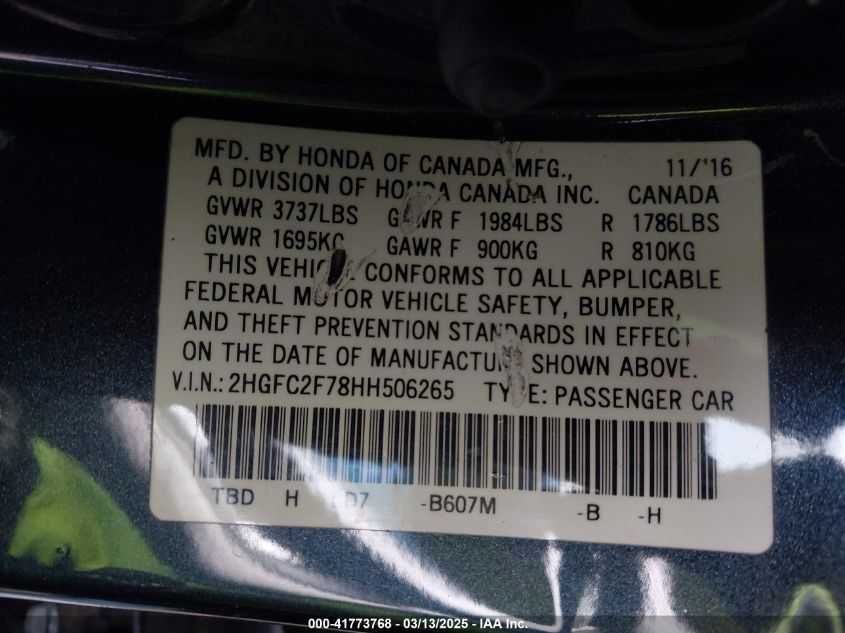 MFD. BY HONDA OF CANADA MFG., 11/'16
A DIVISION OF HONDA CANADA INC. CANADA
GVWR 3737LBS GAWR F 1984LBS R 1786LBS
GVWR 1695KG GAWR F 900KG R 810KG
THIS VEHICLE CONFORMS TO ALL APPLICABLE
FEDERAL MOTOR VEHICLE SAFETY, BUMPER,
AND THEFT PREVENTION STANDARDS IN EFFECT
ON THE DATE OF MANUFACTURE SHOWN ABOVE.
V.I.N.: 2HGFC2F78HH506265 TYPE: PASSENGER CAR
TBD H D7 -B607M -B -H
000-41773768 - 03/13/2025 - IAA Inc.